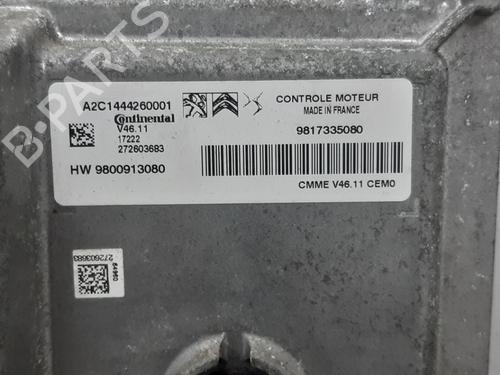 A2C1444260001
Continental
V46.11
17222
272603683
HW 9800913080
CONTROLE MOTEUR
MADE IN FRANCE
9817335080
CMME V46.11 CEM0
272603683
B-PARTS